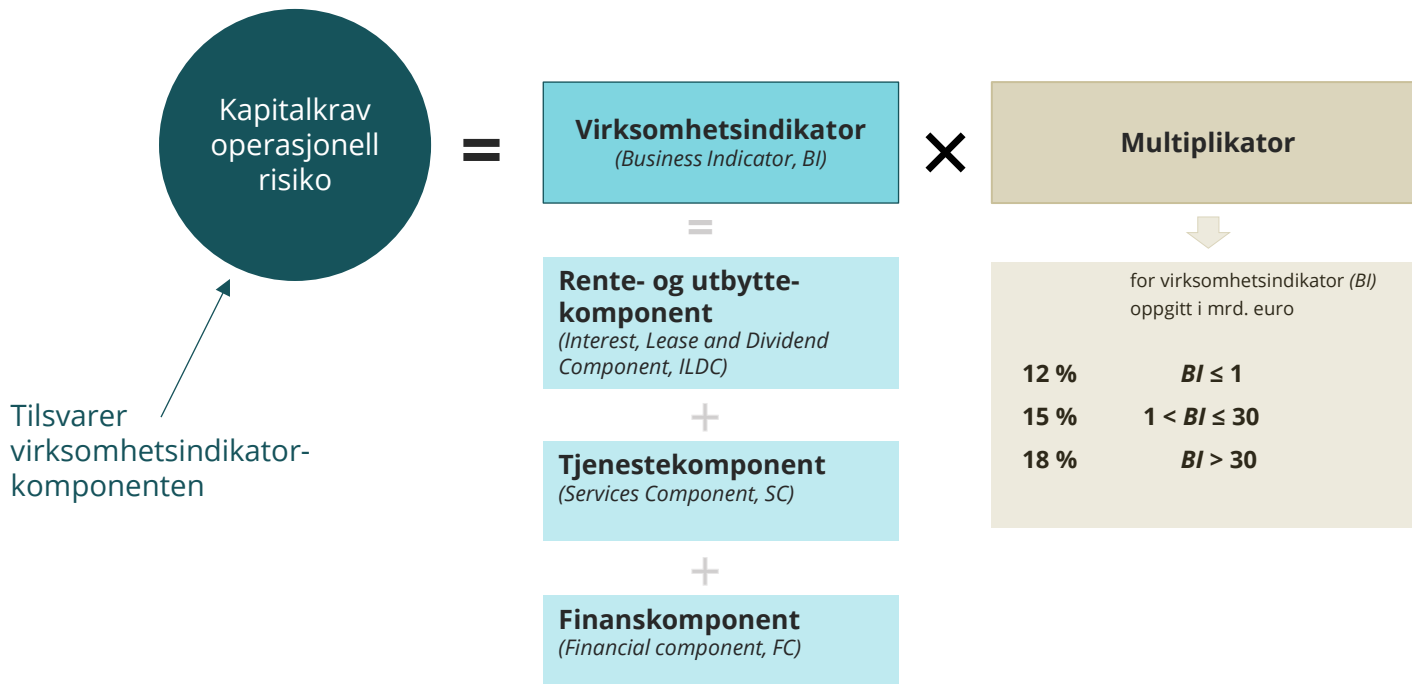 Kapitalkrav
operasjonell
risiko
=
Virksomhetsindikator
(Business Indicator, BI)
×
Multiplikator
=
Rente- og utbytte-
komponent
(Interest, Lease and Dividend
Component, ILDC)
+
Tjenestekomponent
(Services Component, SC)
+
Finanskomponent
(Financial component, FC)
for virksomhetsindikator (BI)
oppgitt i mrd. euro
12 % BI ≤ 1
15 % 1 < BI ≤ 30
18 % BI > 30
Tilsvarer
virksomhetsindikator-
komponenten